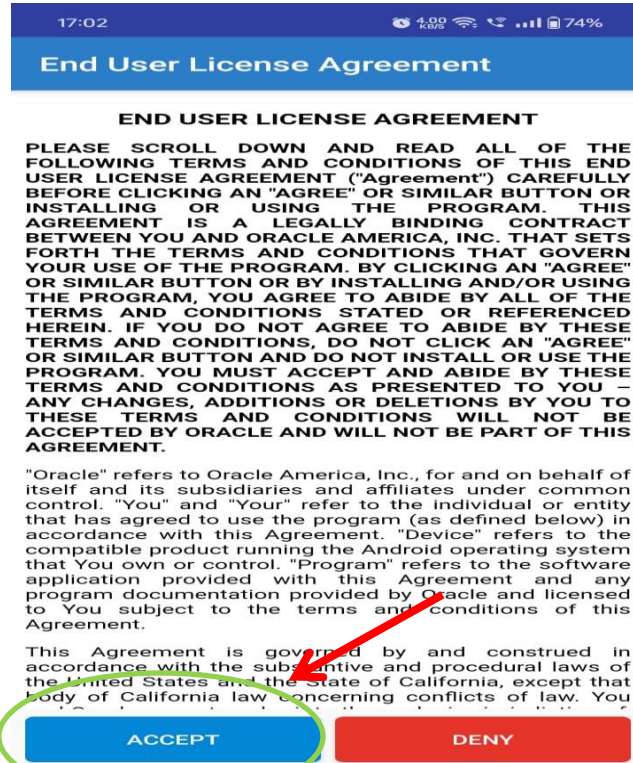 17:02 4.00 KB/S 74%
End User License Agreement
END USER LICENSE AGREEMENT
PLEASE SCROLL DOWN AND READ ALL OF THE
FOLLOWING TERMS AND CONDITIONS OF THIS END
USER LICENSE AGREEMENT ("Agreement") CAREFULLY
BEFORE CLICKING AN "AGREE" OR SIMILAR BUTTON OR
INSTALLING OR USING THE PROGRAM. THIS
AGREEMENT IS A LEGALLY BINDING CONTRACT
BETWEEN YOU AND ORACLE AMERICA, INC. THAT SETS
FORTH THE TERMS AND CONDITIONS THAT GOVERN
YOUR USE OF THE PROGRAM. BY CLICKING AN "AGREE"
OR SIMILAR BUTTON OR BY INSTALLING AND/OR USING
THE PROGRAM, YOU AGREE TO ABIDE BY ALL OF THE
TERMS AND CONDITIONS STATED OR REFERENCED
HEREIN. IF YOU DO NOT AGREE TO ABIDE BY THESE
TERMS AND CONDITIONS, DO NOT CLICK AN "AGREE"
OR SIMILAR BUTTON AND DO NOT INSTALL OR USE THE
PROGRAM. YOU MUST ACCEPT AND ABIDE BY THESE
TERMS AND CONDITIONS AS PRESENTED TO YOU –
ANY CHANGES, ADDITIONS OR DELETIONS BY YOU TO
THESE TERMS AND CONDITIONS WILL NOT BE
ACCEPTED BY ORACLE AND WILL NOT BE PART OF THIS
AGREEMENT.
"Oracle" refers to Oracle America, Inc., for and on behalf of
itself and its subsidiaries and affiliates under common
control. "You" and "Your" refer to the individual or entity
that has agreed to use the program (as defined below) in
accordance with this Agreement. "Device" refers to the
compatible product running the Android operating system
that You own or control. "Program" refers to the software
application provided with this Agreement and any
program documentation provided by Oracle and licensed
to You subject to the terms and conditions of this
Agreement.
This Agreement is governed by and construed in
accordance with the substantive and procedural laws of
the United States and the State of California, except that
body of California law concerning conflicts of law. You
ACCEPT DENY